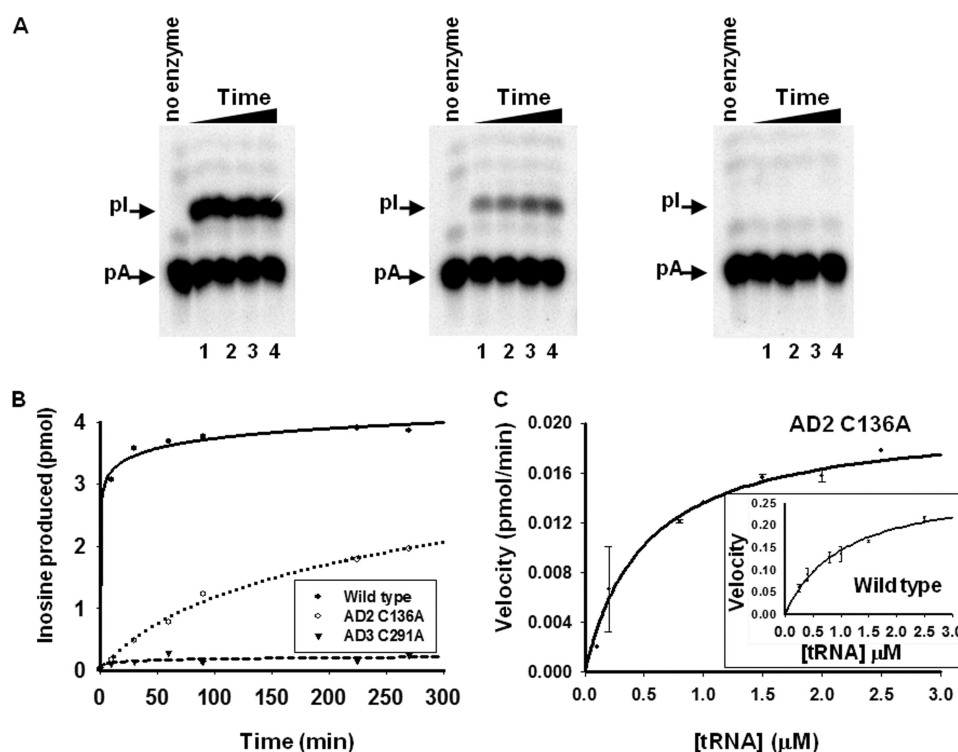 A
no enzyme
Time
no enzyme
Time
no enzyme
Time
pI
pI
pI
pA
pA
pA
1 2 3 4
1 2 3 4
1 2 3 4
B
Inosine produced (pmol)
4
3
2
1
0
Wild type
AD2 C136A
AD3 C291A
0 100 200 300
Time (min)
C
AD2 C136A
Velocity (pmol/min)
0.020
0.016
0.012
0.008
0.004
0.000
0.0 0.5 1.0 1.5 2.0 2.5 3.0
[tRNA] (µM)
Velocity
0.25
0.20
0.15
0.10
0.05
0.00
Wild type
0.0 0.5 1.0 1.5 2.0 2.5 3.0
[tRNA] µM